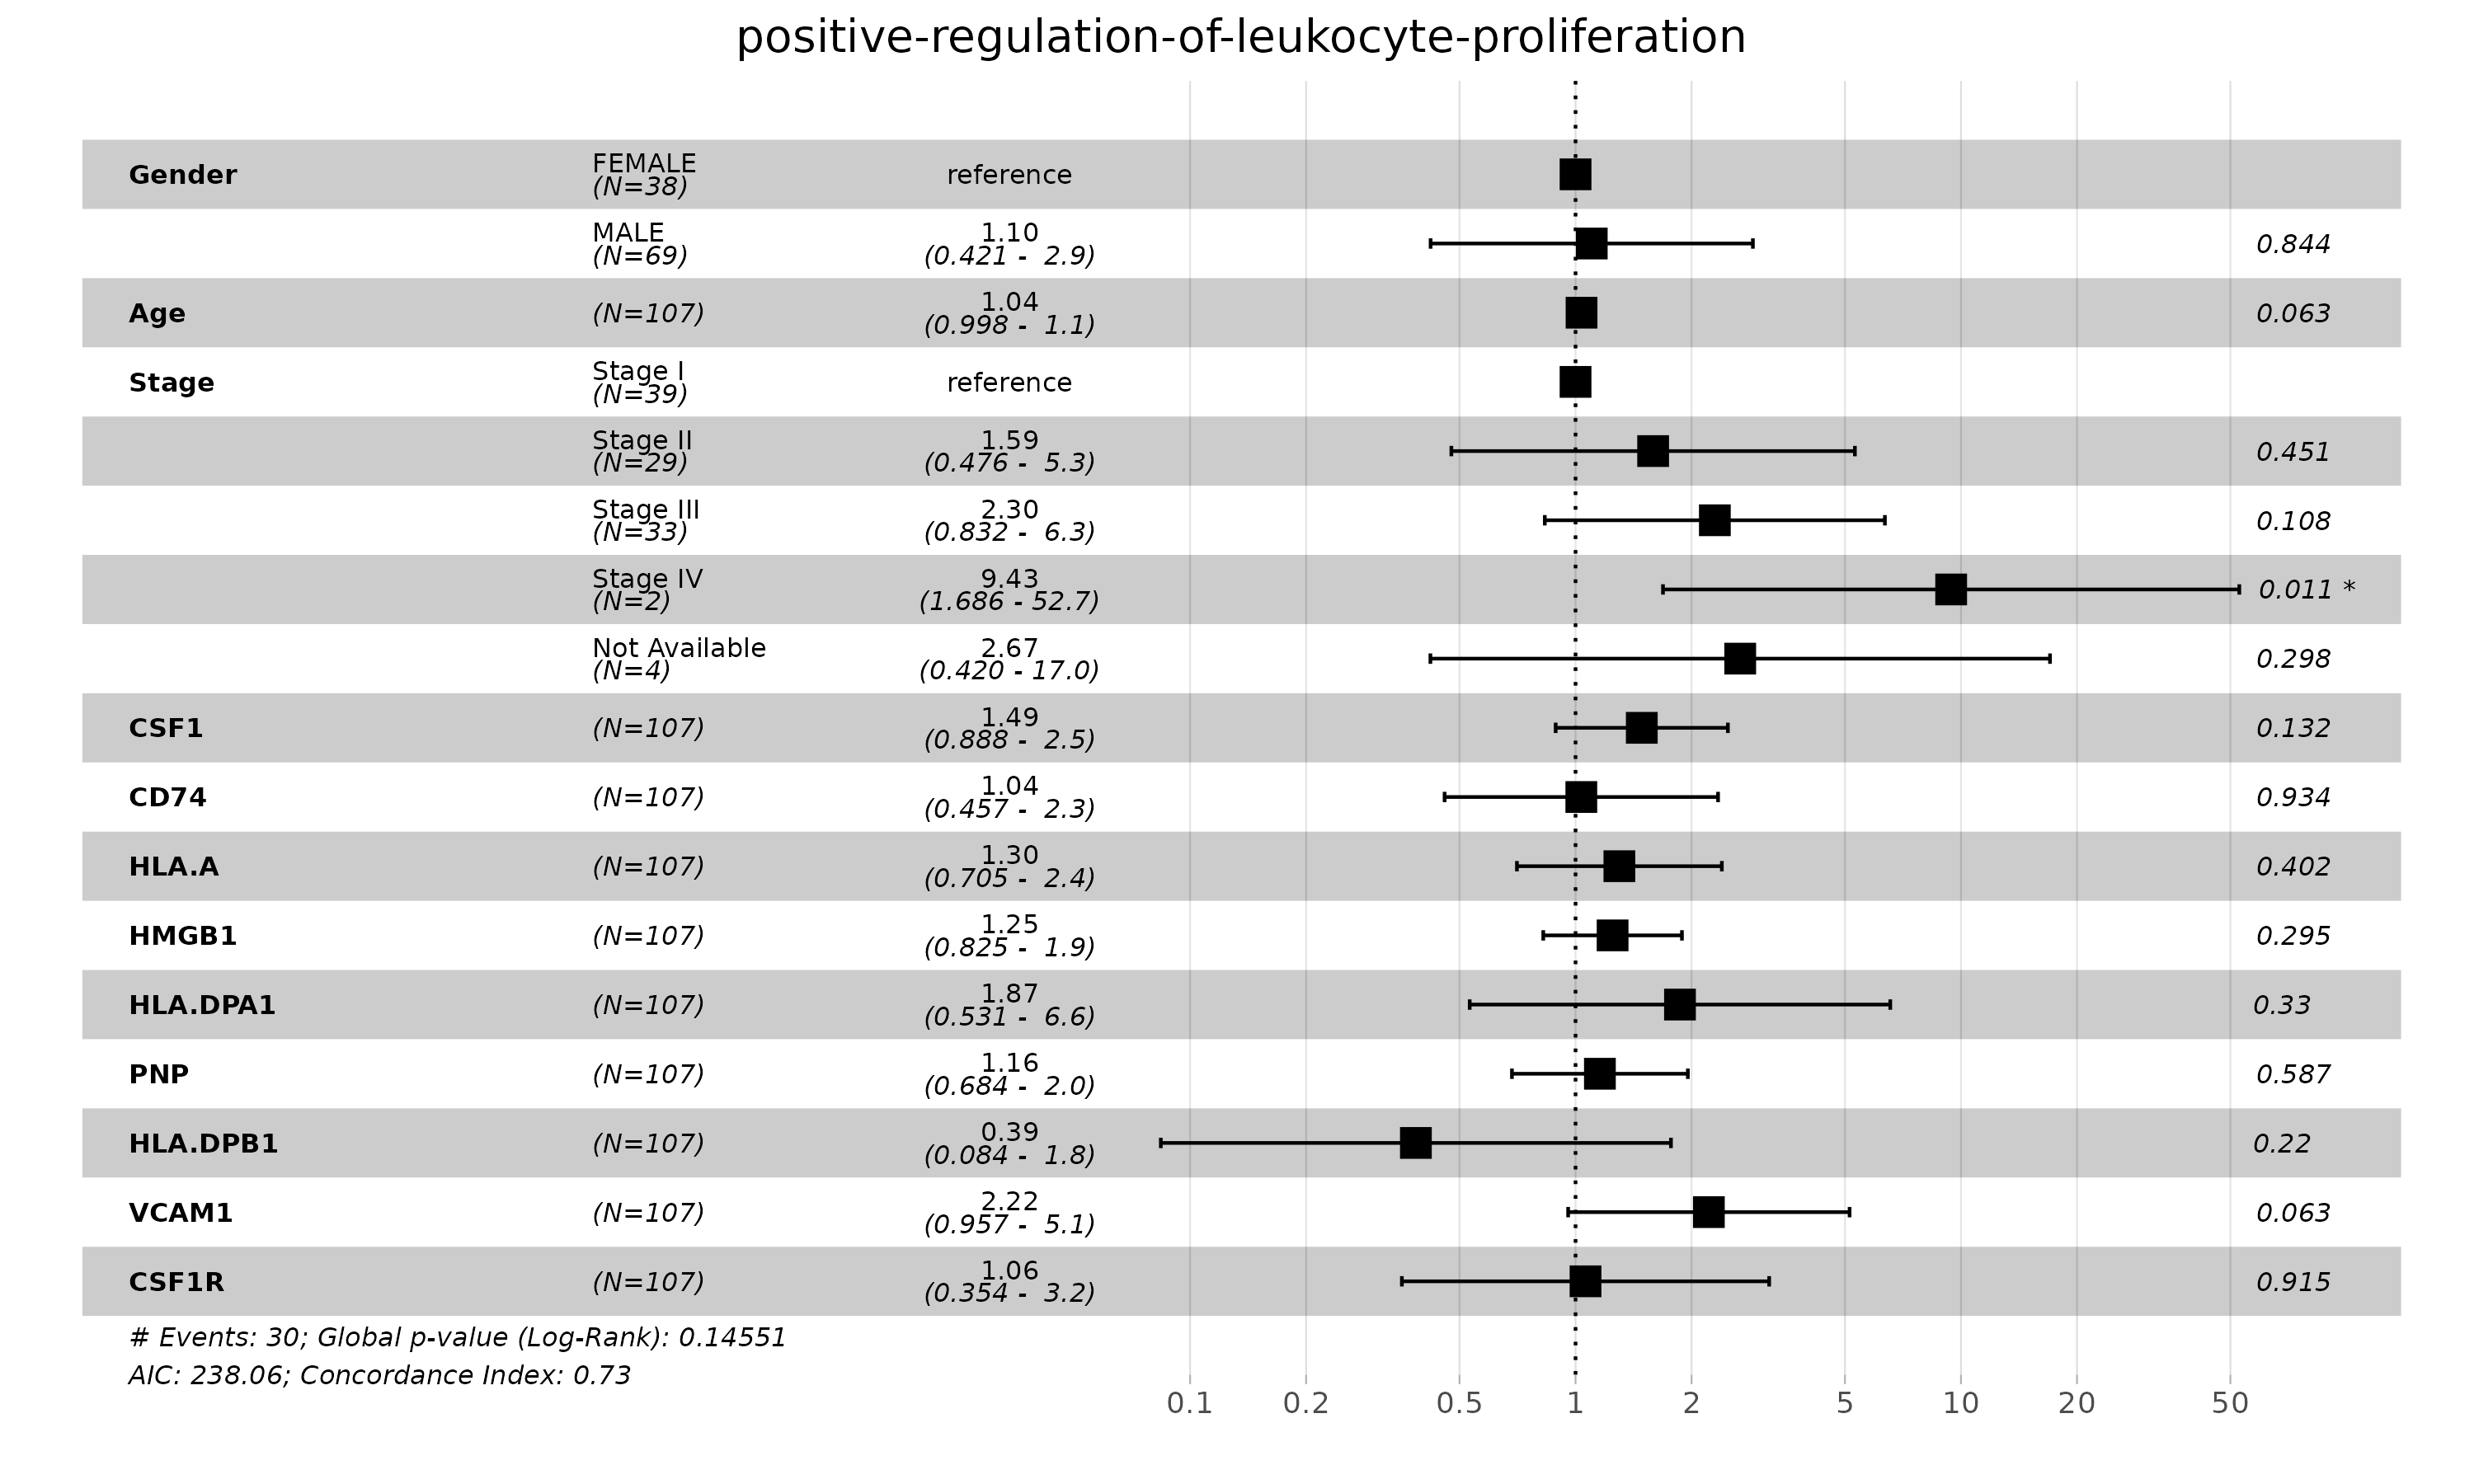 positive-regulation-of-leukocyte-proliferation
Gender FEMALE (N=38) reference
MALE (N=69) 1.10 (0.421 - 2.9) 0.844
Age (N=107) 1.04 (0.998 - 1.1) 0.063
Stage Stage I (N=39) reference
Stage II (N=29) 1.59 (0.476 - 5.3) 0.451
Stage III (N=33) 2.30 (0.832 - 6.3) 0.108
Stage IV (N=2) 9.43 (1.686 - 52.7) 0.011 *
Not Available (N=4) 2.67 (0.420 - 17.0) 0.298
CSF1 (N=107) 1.49 (0.888 - 2.5) 0.132
CD74 (N=107) 1.04 (0.457 - 2.3) 0.934
HLA.A (N=107) 1.30 (0.705 - 2.4) 0.402
HMGB1 (N=107) 1.25 (0.825 - 1.9) 0.295
HLA.DPA1 (N=107) 1.87 (0.531 - 6.6) 0.33
PNP (N=107) 1.16 (0.684 - 2.0) 0.587
HLA.DPB1 (N=107) 0.39 (0.084 - 1.8) 0.22
VCAM1 (N=107) 2.22 (0.957 - 5.1) 0.063
CSF1R (N=107) 1.06 (0.354 - 3.2) 0.915
# Events: 30; Global p-value (Log-Rank): 0.14551
AIC: 238.06; Concordance Index: 0.73
0.1 0.2 0.5 1 2 5 10 20 50